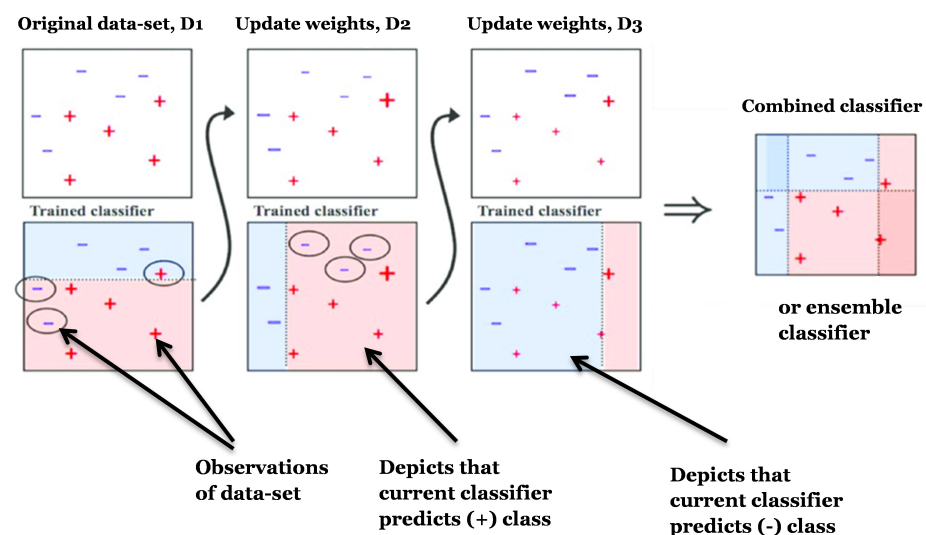 Original data-set, D1
Update weights, D2
Update weights, D3
Combined classifier
Trained classifier
Trained classifier
Trained classifier
or ensemble
classifier
Observations
of data-set
Depicts that
current classifier
predicts (+) class
Depicts that
current classifier
predicts (-) class